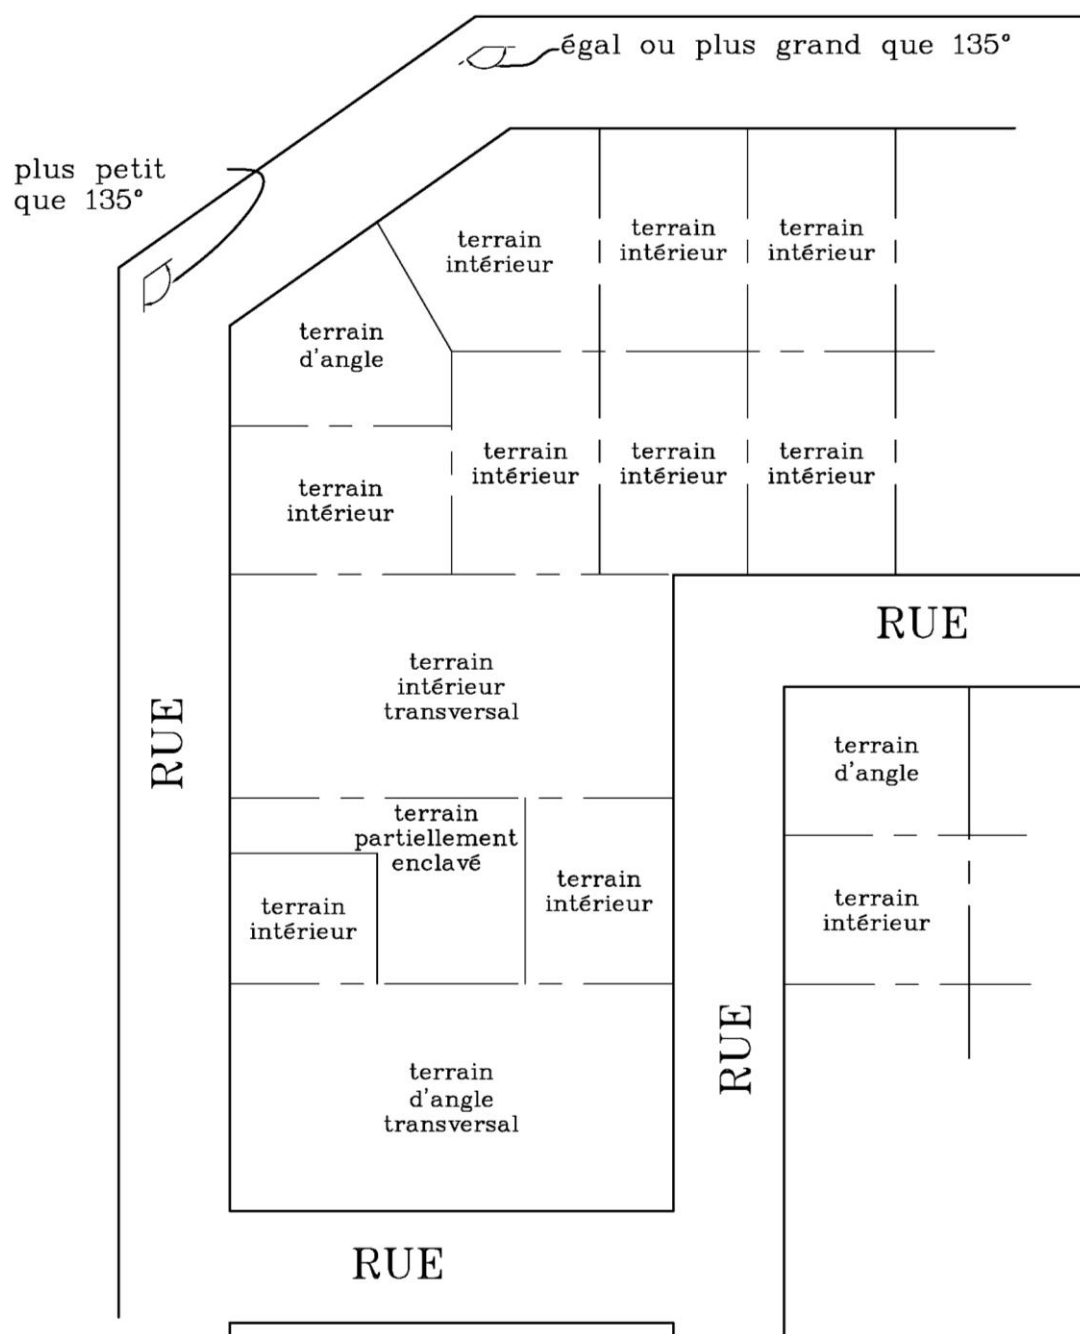 égal ou plus grand que 135°
plus petit
que 135°
terrain
intérieur
terrain
intérieur
terrain
intérieur
terrain
d'angle
terrain
intérieur
terrain
intérieur
terrain
intérieur
terrain
intérieur
RUE
terrain
intérieur
transversal
RUE
terrain
d'angle
terrain
partiellement
enclavé
terrain
intérieur
terrain
intérieur
terrain
intérieur
RUE
terrain
d'angle
transversal
RUE